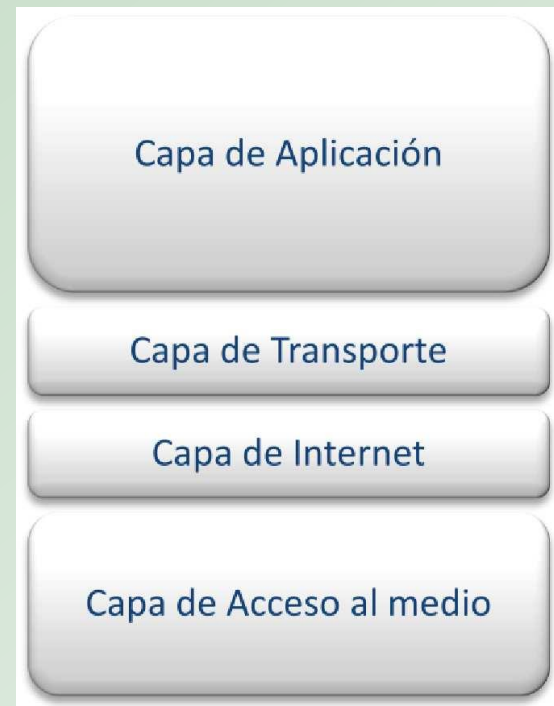 Capa de Aplicación
Capa de Transporte
Capa de Internet
Capa de Acceso al medio